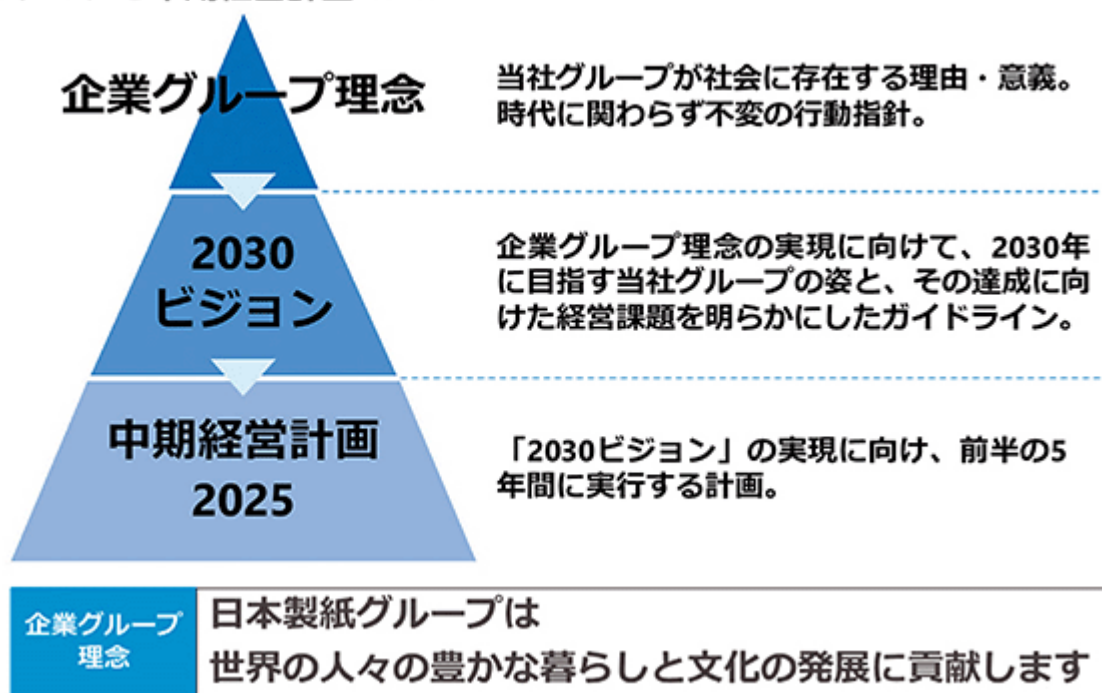 企業グループ理念
当社グループが社会に存在する理由・意義。
時代に関わらず不変の行動指針。
2030
ビジョン
企業グループ理念の実現に向けて、2030年
に目指す当社グループの姿と、その達成に向
けた経営課題を明らかにしたガイドライン。
中期経営計画
2025
「2030ビジョン」の実現に向け、前半の5
年間に実行する計画。
企業グループ
理念
日本製紙グループは
世界の人々の豊かな暮らしと文化の発展に貢献します